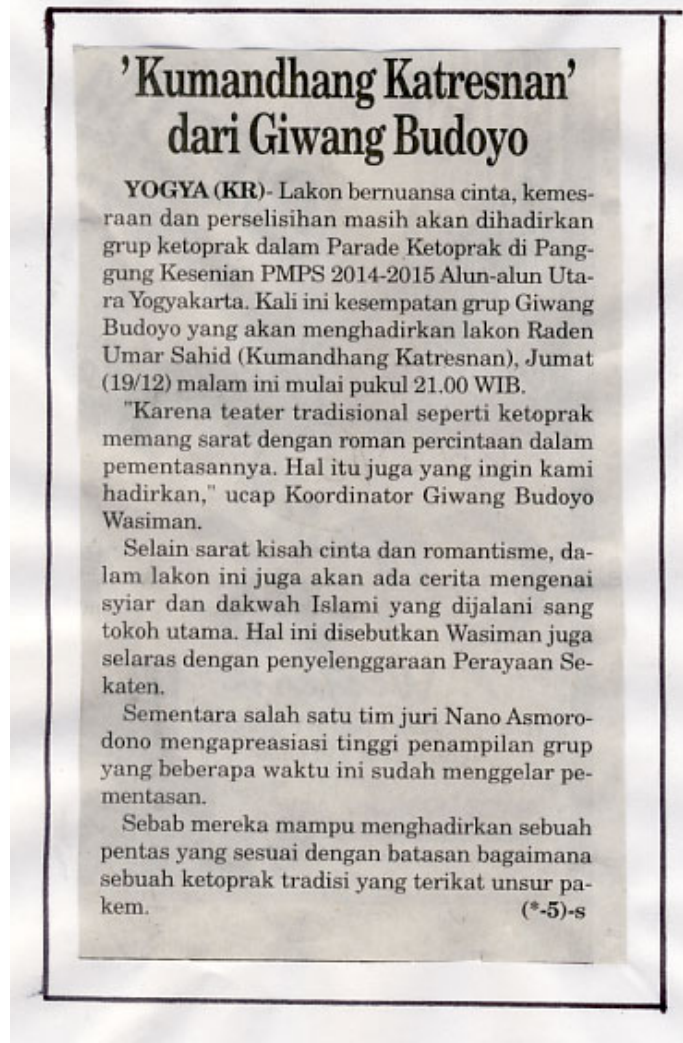 'Kumandhang Katresnan'
dari Giwang Budoyo
YOGYA (KR)- Lakon bernuansa cinta, kemes-
raan dan perselisihan masih akan dihadirkan
grup ketoprak dalam Parade Ketoprak di Pang-
gung Kesenian PMPS 2014-2015 Alun-alun Uta-
ra Yogyakarta. Kali ini kesempatan grup Giwang
Budoyo yang akan menghadirkan lakon Raden
Umar Sahid (Kumandhang Katresnan), Jumat
(19/12) malam ini mulai pukul 21.00 WIB.
"Karena teater tradisional seperti ketoprak
memang sarat dengan roman percintaan dalam
pementasannya. Hal itu juga yang ingin kami
hadirkan," ucap Koordinator Giwang Budoyo
Wasiman.
Selain sarat kisah cinta dan romantisme, da-
lam lakon ini juga akan ada cerita mengenai
syiar dan dakwah Islami yang dijalani sang
tokoh utama. Hal ini disebutkan Wasiman juga
selaras dengan penyelenggaraan Perayaan Se-
katen.
Sementara salah satu tim juri Nano Asmoro-
dono mengapreasiasi tinggi penampilan grup
yang beberapa waktu ini sudah menggelar pe-
mentasan.
Sebab mereka mampu menghadirkan sebuah
pentas yang sesuai dengan batasan bagaimana
sebuah ketoprak tradisi yang terikat unsur pa-
kem. (*-5)-s